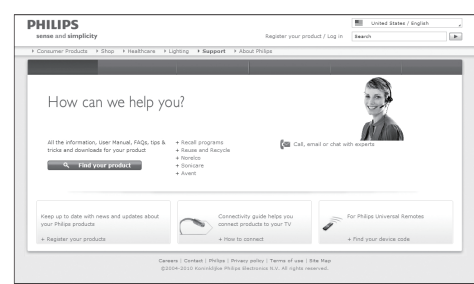 PHILIPS
sense and simplicity
United States / English
Register your product / Log in
Search
Consumer Products Shop Healthcare Lighting Support About Philips
How can we help you?
All the information, User Manual, FAQs, tips &
tricks and downloads for your product
Find your product
+ Recall programs
+ Reuse and Recycle
+ Norelco
+ Sonicare
+ Avent
Call, email or chat with experts
Keep up to date with news and updates about
your Philips products
+ Register your products
Connectivity guide helps you
connect products to your TV
+ How to connect
For Philips Universal Remotes
+ Find your device code
Careers | Contact | Philips | Privacy policy | Terms of use | Site Map
©2004-2010 Koninklijke Philips Electronics N.V. All rights reserved.